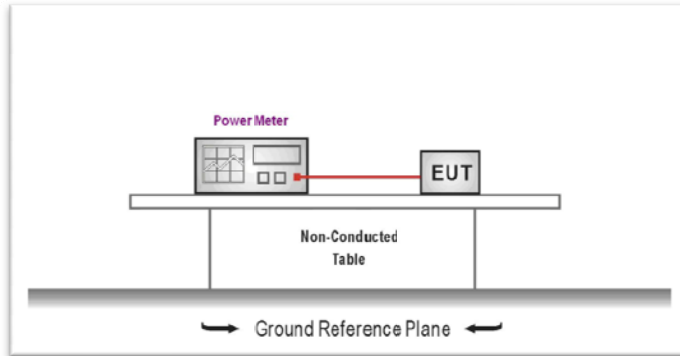 Power Meter
EUT
Non-Conducted
Table
Ground Reference Plane